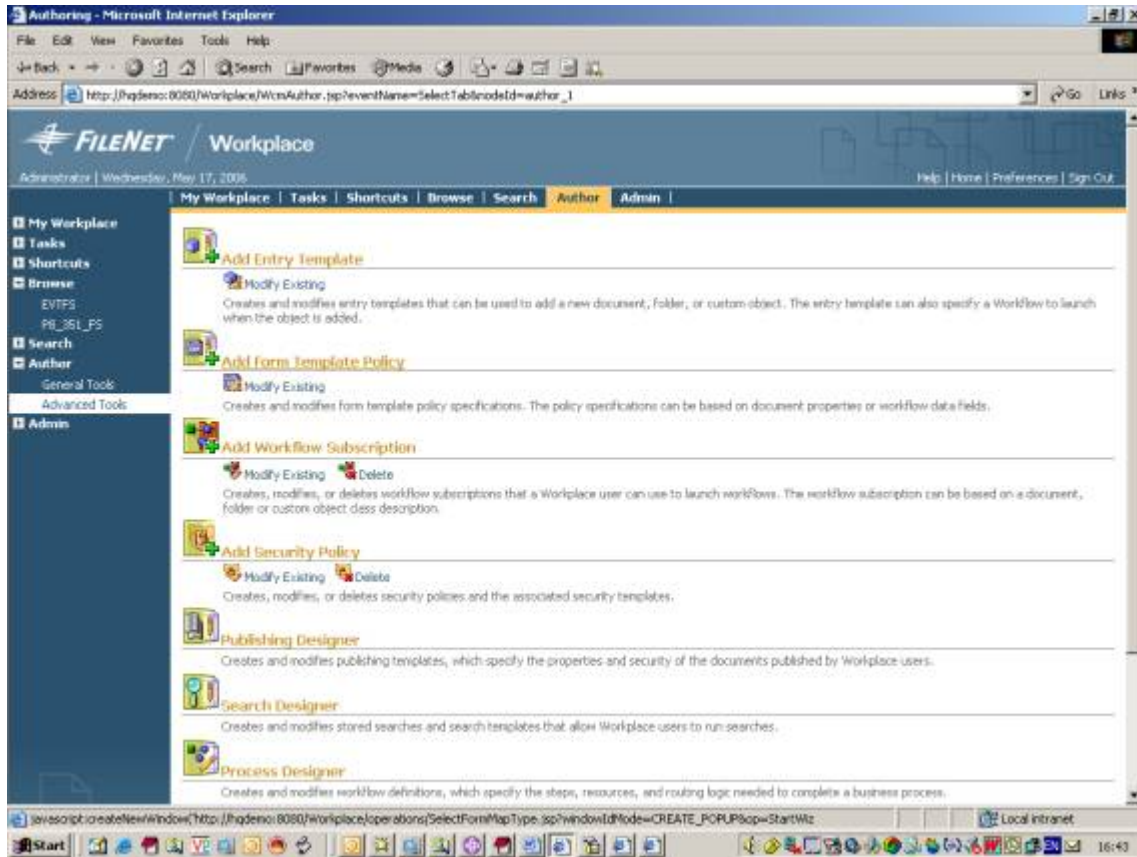 Authoring - Microsoft Internet Explorer
File Edit View Favorites Tools Help
Back Search Favorites Media
Address http://hqdemo:8080/Workplace/WcmAuthor.jsp?eventName=SelectTab&nodeId=author_1 Go Links
FILENET Workplace
Administrator | Wednesday, May 17, 2006 Help | Home | Preferences | Sign Out
My Workplace | Tasks | Shortcuts | Browse | Search Author Admin |
My Workplace
Tasks
Shortcuts
Browse
EVTFS
P8_351_FS
Search
Author
General Tools
Advanced Tools
Admin
Add Entry Template
Modify Existing
Creates and modifies entry templates that can be used to add a new document, folder, or custom object. The entry template can also specify a Workflow to launch
when the object is added.
Add Form Template Policy
Modify Existing
Creates and modifies form template policy specifications. The policy specifications can be based on document properties or workflow data fields.
Add Workflow Subscription
Modify Existing Delete
Creates, modifies, or deletes workflow subscriptions that a Workplace user can use to launch workflows. The workflow subscription can be based on a document,
folder or custom object class description.
Add Security Policy
Modify Existing Delete
Creates, modifies, or deletes security policies and the associated security templates.
Publishing Designer
Creates and modifies publishing templates, which specify the properties and security of the documents published by Workplace users.
Search Designer
Creates and modifies stored searches and search templates that allow Workplace users to run searches.
Process Designer
Creates and modifies workflow definitions, which specify the steps, resources, and routing logic needed to complete a business process.
javascript:createNewWindow('http://hqdemo:8080/Workplace/operations/SelectFormMapType.jsp?windowIdMode=CREATE_POPUP&op=StartWiz Local intranet
Start EN 16:43